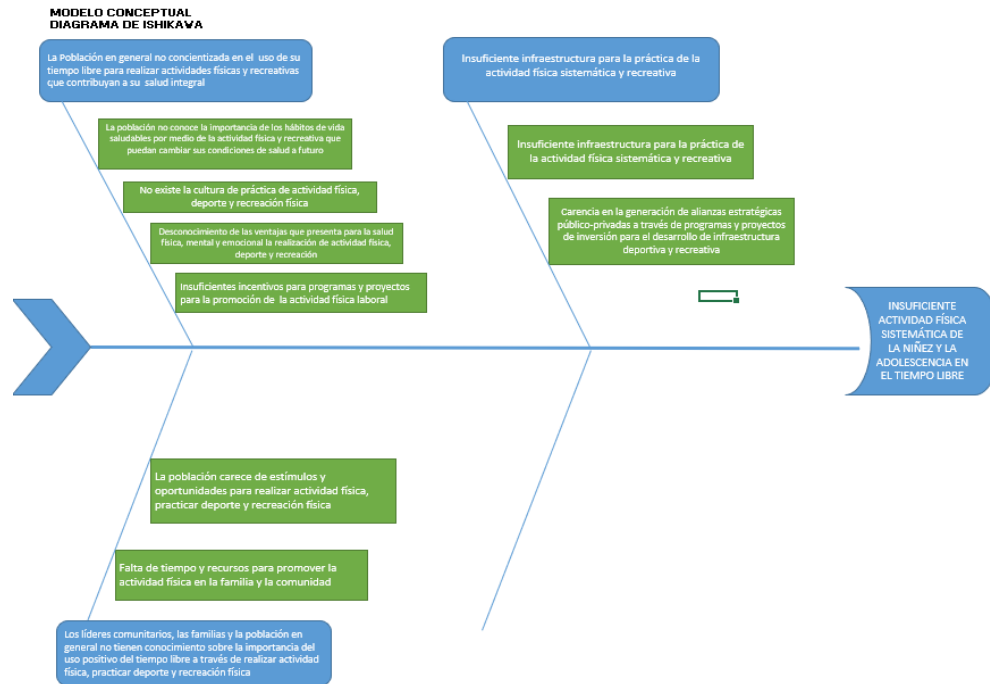 MODELO CONCEPTUAL
DIAGRAMA DE ISHIKAWA
La Población en general no concientizada en el uso de su
tiempo libre para realizar actividades físicas y recreativas
que contribuyan a su salud integral
Insuficiente infraestructura para la práctica de
la actividad física sistemática y recreativa
La población no conoce la importancia de los hábitos de vida
saludables por medio de la actividad física y recreativa que
puedan cambiar sus condiciones de salud a futuro
No existe la cultura de práctica de actividad física,
deporte y recreación física
Desconocimiento de las ventajas que presenta para la salud
física, mental y emocional la realización de actividad física,
deporte y recreación
Insuficientes incentivos para programas y proyectos
para la promoción de la actividad física laboral
Insuficiente infraestructura para la práctica de
la actividad física sistemática y recreativa
Carencia en la generación de alianzas estratégicas
público-privadas a través de programas y proyectos
de inversión para el desarrollo de infraestructura
deportiva y recreativa
INSUFICIENTE
ACTIVIDAD FÍSICA
SISTEMÁTICA DE
LA NIÑEZ Y LA
ADOLESCENCIA EN
EL TIEMPO LIBRE
La población carece de estímulos y
oportunidades para realizar actividad física,
practicar deporte y recreación física
Falta de tiempo y recursos para promover la
actividad física en la familia y la comunidad
Los líderes comunitarios, las familias y la población en
general no tienen conocimiento sobre la importancia del
uso positivo del tiempo libre a través de realizar actividad
física, practicar deporte y recreación física